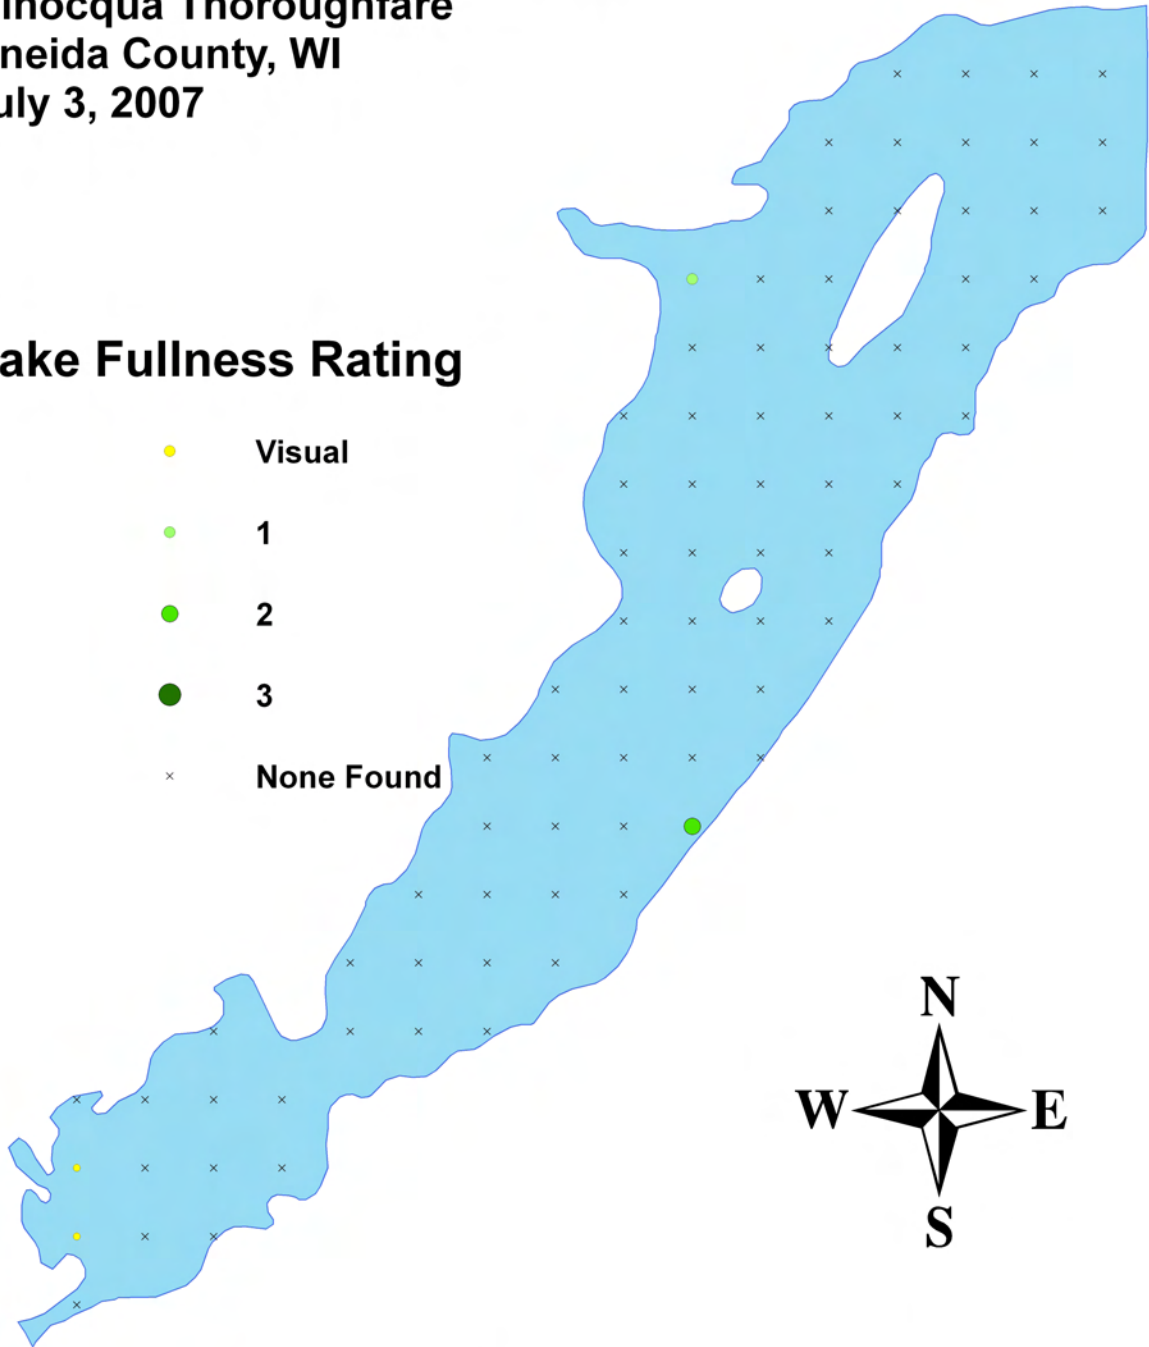 inocqua Thoroughfare
neida County, WI
uly 3, 2007
ake Fullness Rating
Visual
1
2
3
None Found
N
W E
S